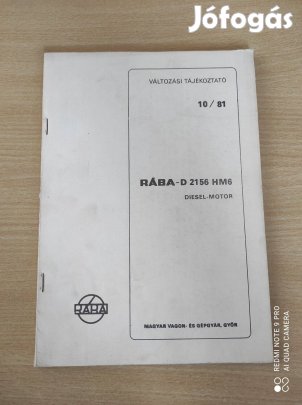 Jófogás
VÁLTOZÁSI TÁJÉKOZTATÓ
10/81
RÁBA-D 2156 HM6
DIESEL-MOTOR
RÁBA
MAGYAR VAGON- ÉS GÉPGYÁR, GYŐR
REDMI NOTE 9 PRO
AI QUAD CAMERA